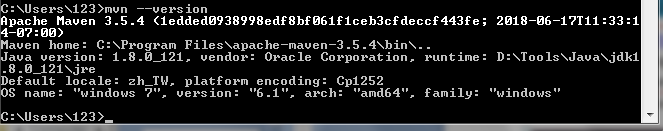 C:\Users\123>mvn --version
Apache Maven 3.5.4 (1edded0938998edf8bf061f1ceb3cfdeccf443fe; 2018-06-17T11:33:1
4-07:00)
Maven home: C:\Program Files\apache-maven-3.5.4\bin\..
Java version: 1.8.0_121, vendor: Oracle Corporation, runtime: D:\Tools\Java\jdk1
.8.0_121\jre
Default locale: zh_TW, platform encoding: Cp1252
OS name: "windows 7", version: "6.1", arch: "amd64", family: "windows"
C:\Users\123>_